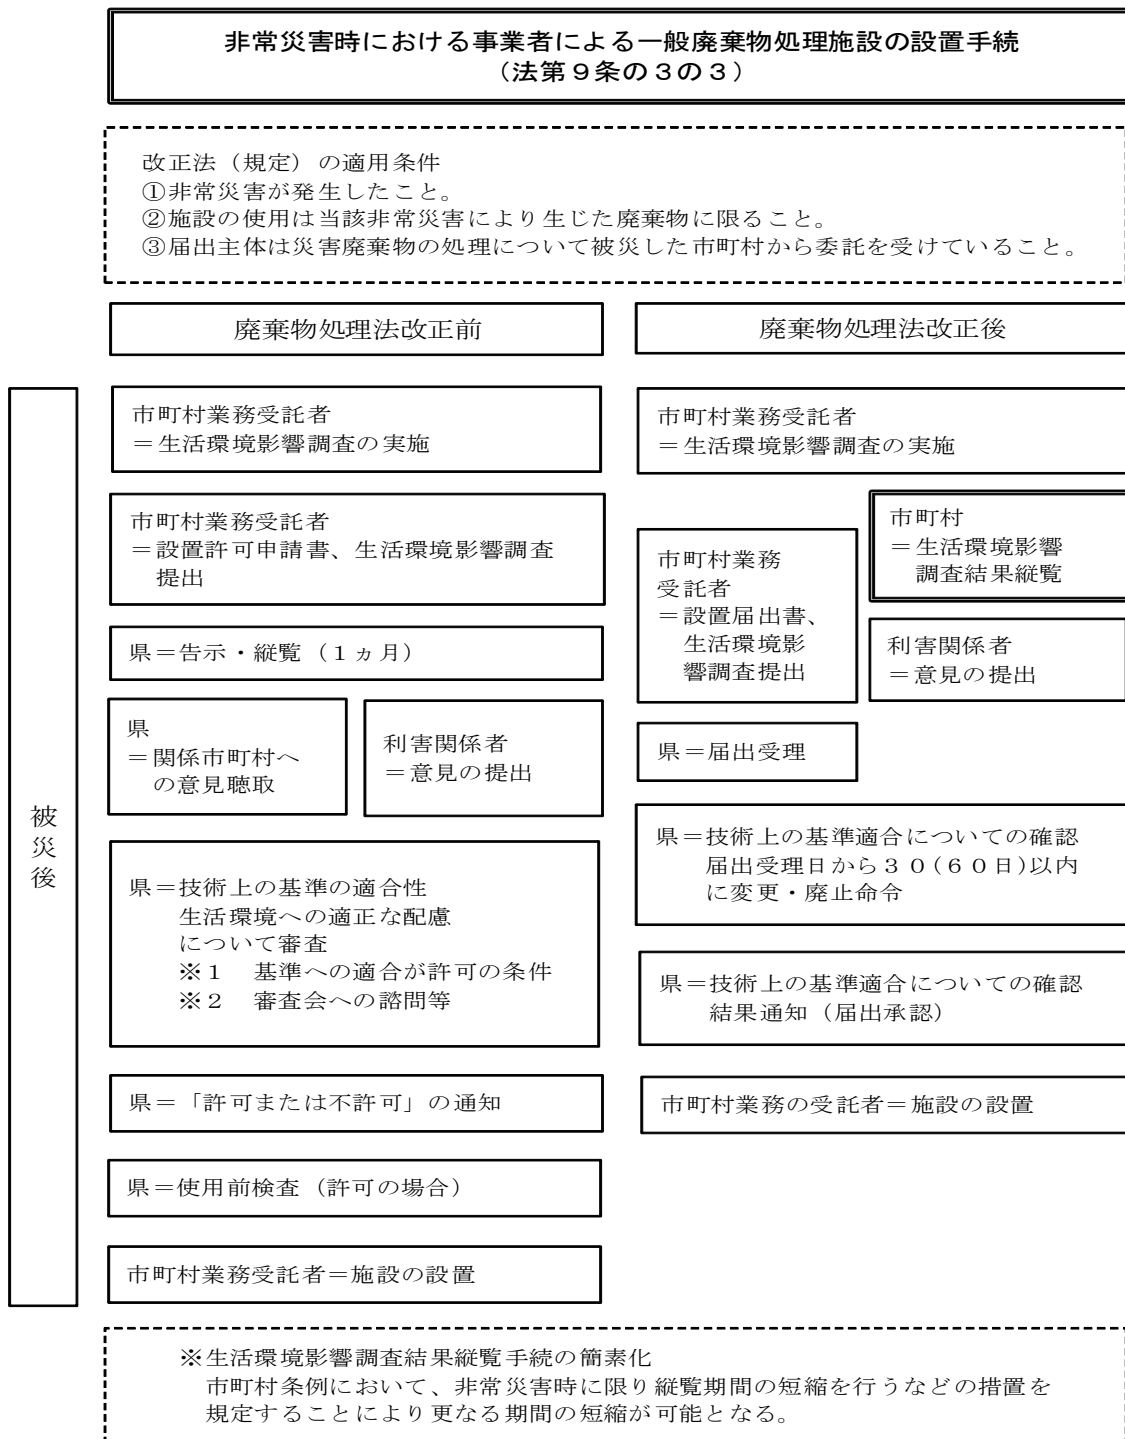 非常災害時における事業者による一般廃棄物処理施設の設置手続
（法第９条の３の３）
改正法（規定）の適用条件
①非常災害が発生したこと。
②施設の使用は当該非常災害により生じた廃棄物に限ること。
③届出主体は災害廃棄物の処理について被災した市町村から委託を受けていること。
廃棄物処理法改正前
廃棄物処理法改正後
被災後
市町村業務受託者
＝生活環境影響調査の実施
市町村業務受託者
＝設置許可申請書、生活環境影響調査
提出
県＝告示・縦覧（１ヵ月）
県
＝関係市町村へ
の意見聴取
利害関係者
＝意見の提出
県＝技術上の基準の適合性
生活環境への適正な配慮
について審査
※１　基準への適合が許可の条件
※２　審査会への諮問等
県＝「許可または不許可」の通知
県＝使用前検査（許可の場合）
市町村業務受託者＝施設の設置
市町村業務受託者
＝生活環境影響調査の実施
市町村業務
受託者
＝設置届出書、
生活環境影
響調査提出
市町村
＝生活環境影響
調査結果縦覧
利害関係者
＝意見の提出
県＝届出受理
県＝技術上の基準適合についての確認
届出受理日から３０(６０日)以内
に変更・廃止命令
県＝技術上の基準適合についての確認
結果通知（届出承認）
市町村業務の受託者＝施設の設置
※生活環境影響調査結果縦覧手続の簡素化
市町村条例において、非常災害時に限り縦覧期間の短縮を行うなどの措置を
規定することにより更なる期間の短縮が可能となる。